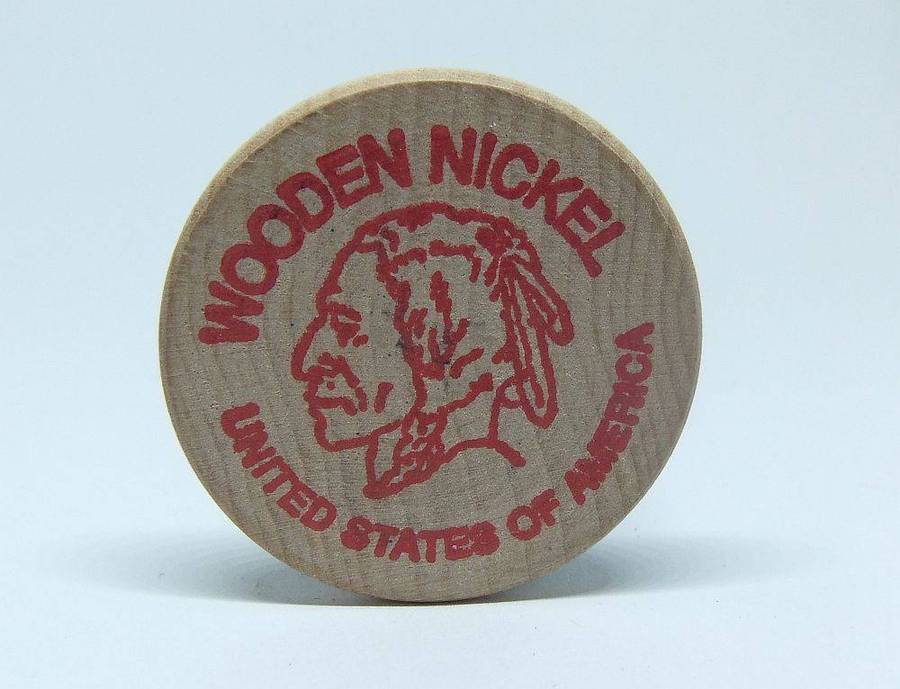 WOODEN NICKEL
UNITED STATES OF AMERICA